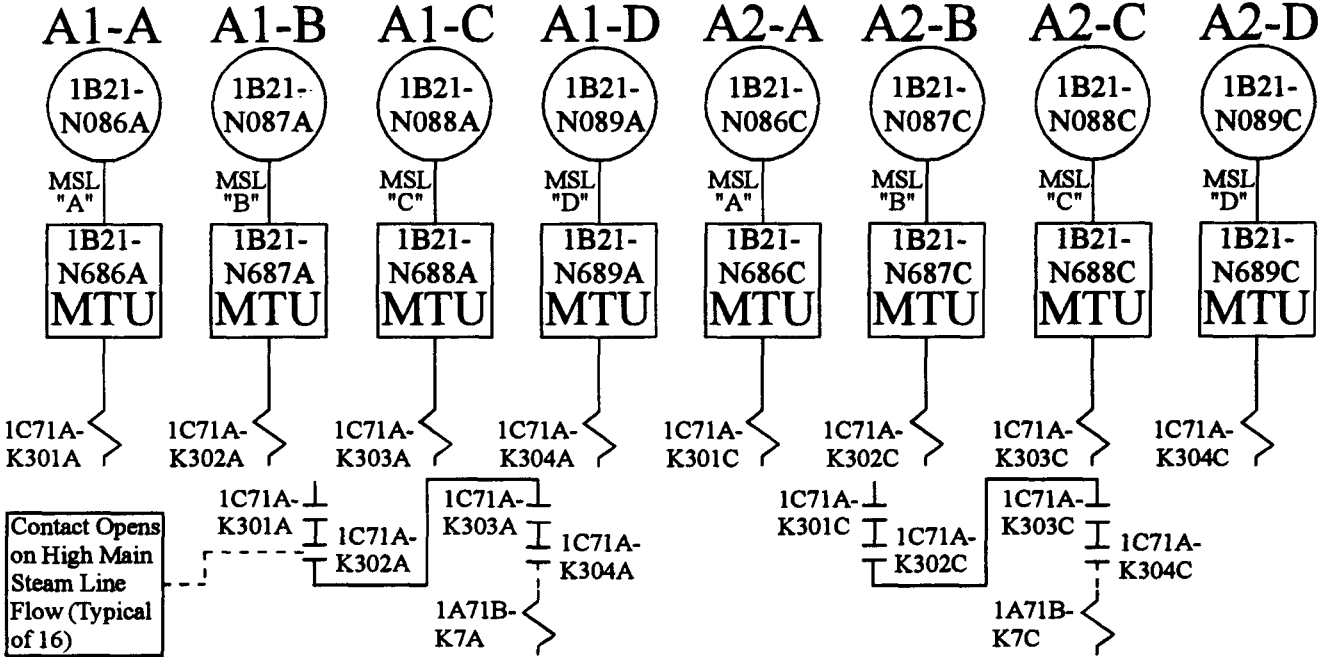 A1-A A1-B A1-C A1-D A2-A A2-B A2-C A2-D
1B21- 1B21- 1B21- 1B21- 1B21- 1B21- 1B21- 1B21-
N086A N087A N088A N089A N086C N087C N088C N089C
MSL MSL MSL MSL MSL MSL MSL MSL
"A" "B" "C" "D" "A" "B" "C" "D"
1B21- 1B21- 1B21- 1B21- 1B21- 1B21- 1B21- 1B21-
N686A N687A N688A N689A N686C N687C N688C N689C
MTU MTU MTU MTU MTU MTU MTU MTU
1C71A- 1C71A- 1C71A- 1C71A- 1C71A- 1C71A- 1C71A- 1C71A-
K301A K302A K303A K304A K301C K302C K303C K304C
1C71A- 1C71A- 1C71A- 1C71A-
K301A K303A K301C K303C
1C71A- 1C71A- 1C71A- 1C71A-
K302A K304A K302C K304C
1A71B- 1A71B-
K7A K7C
Contact Opens
on High Main
Steam Line
Flow (Typical
of 16)